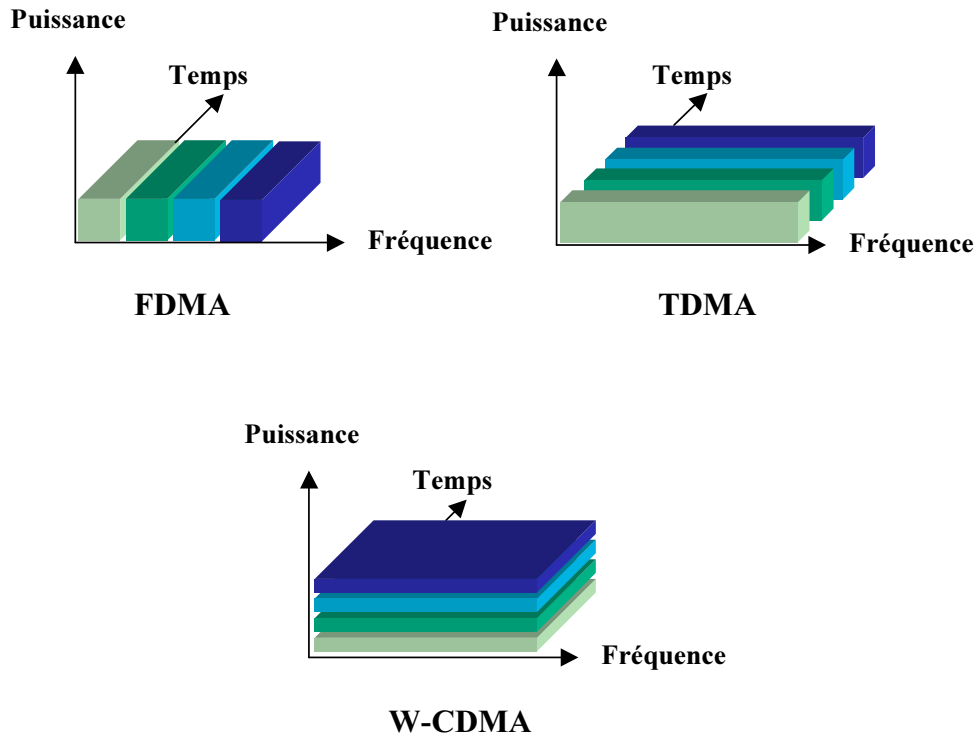 Puissance
Temps
Fréquence
FDMA
Puissance
Temps
Fréquence
TDMA
Puissance
Temps
Fréquence
W-CDMA